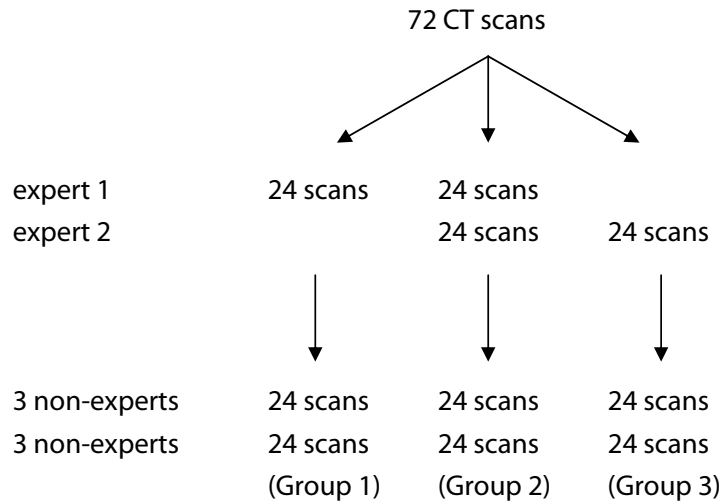 72 CT scans
expert 1 24 scans 24 scans
expert 2 24 scans 24 scans
3 non-experts 24 scans 24 scans 24 scans
3 non-experts 24 scans 24 scans 24 scans
(Group 1) (Group 2) (Group 3)